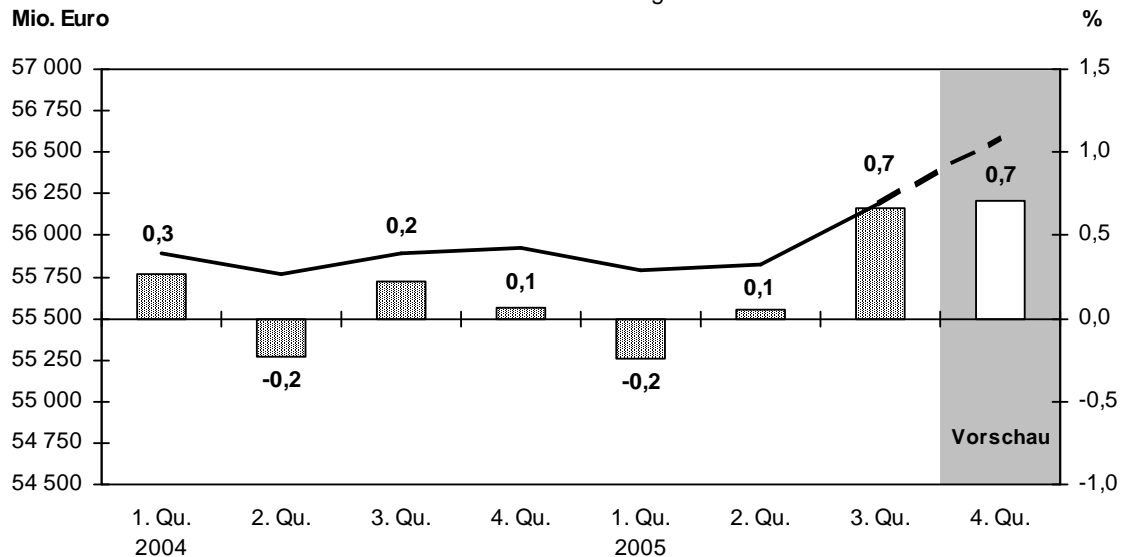 Mio. Euro %
57 000 1,5
56 750
56 500 1,0
56 250
56 000 0,5
55 750
55 500 0,0
55 250
55 000 -0,5
54 750
54 500 -1,0
0,3
-0,2
0,2
0,1
-0,2
0,1
0,7
0,7
Vorschau
1. Qu. 2. Qu. 3. Qu. 4. Qu. 1. Qu. 2. Qu. 3. Qu. 4. Qu.
2004 2005